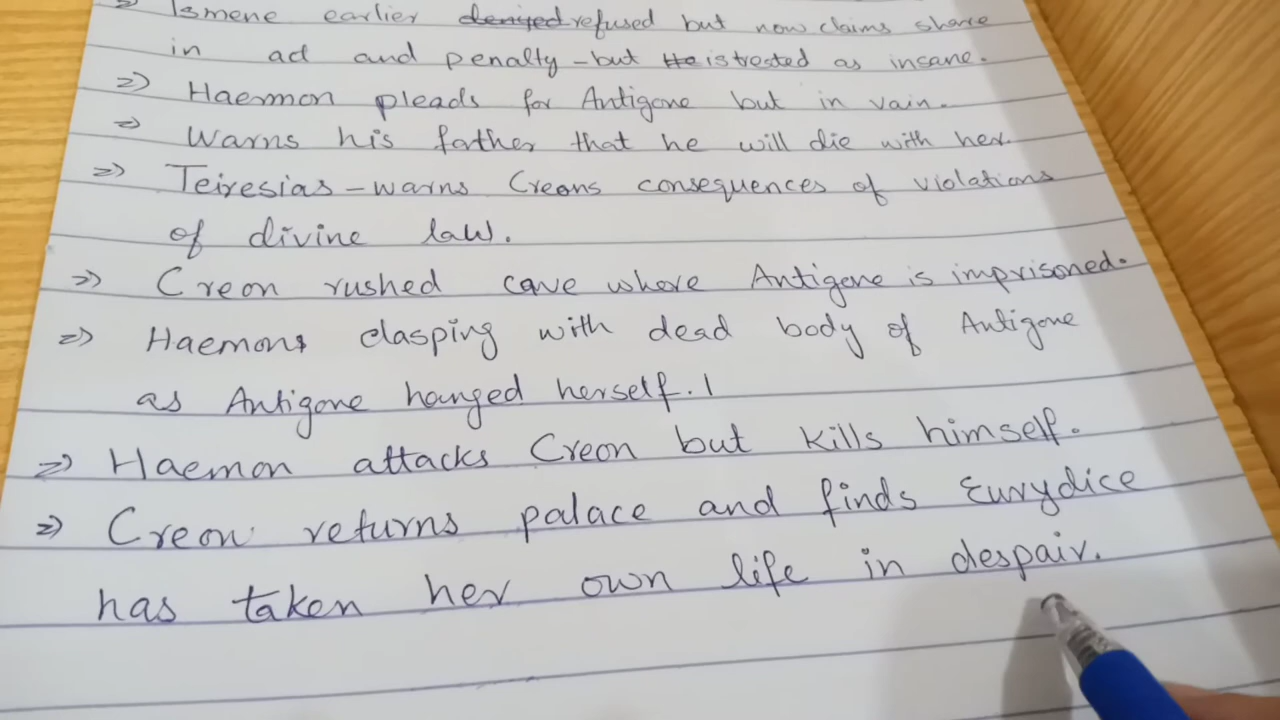 ⇒ Ismene earlier denied refused but now claims share
in act and penalty - but He is treated as insane.
⇒ Haemon pleads for Antigone but in vain.
⇒ Warns his father that he will die with her.
⇒ Teiresias - warns Creons consequences of violations
of divine law.
⇒ Creon rushed cave where Antigone is imprisoned.
⇒ Haemons clasping with dead body of Antigone
as Antigone hanged herself. I
⇒ Haemon attacks Creon but kills himself.
⇒ Creon returns palace and finds Eurydice
has taken her own life in despair.